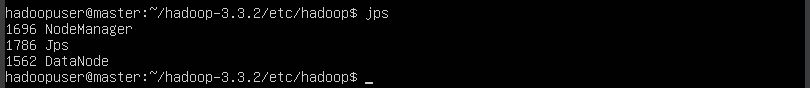 hadoopuser@master:~/hadoop-3.3.2/etc/hadoop$ jps
1696 NodeManager
1786 Jps
1562 DataNode
hadoopuser@master:~/hadoop-3.3.2/etc/hadoop$ _